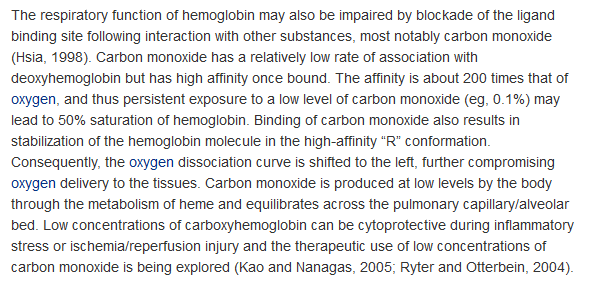 The respiratory function of hemoglobin may also be impaired by blockade of the ligand
binding site following interaction with other substances, most notably carbon monoxide
(Hsia, 1998). Carbon monoxide has a relatively low rate of association with
deoxyhemoglobin but has high affinity once bound. The affinity is about 200 times that of
oxygen, and thus persistent exposure to a low level of carbon monoxide (eg, 0.1%) may
lead to 50% saturation of hemoglobin. Binding of carbon monoxide also results in
stabilization of the hemoglobin molecule in the high-affinity “R” conformation.
Consequently, the oxygen dissociation curve is shifted to the left, further compromising
oxygen delivery to the tissues. Carbon monoxide is produced at low levels by the body
through the metabolism of heme and equilibrates across the pulmonary capillary/alveolar
bed. Low concentrations of carboxyhemoglobin can be cytoprotective during inflammatory
stress or ischemia/reperfusion injury and the therapeutic use of low concentrations of
carbon monoxide is being explored (Kao and Nanagas, 2005; Ryter and Otterbein, 2004).